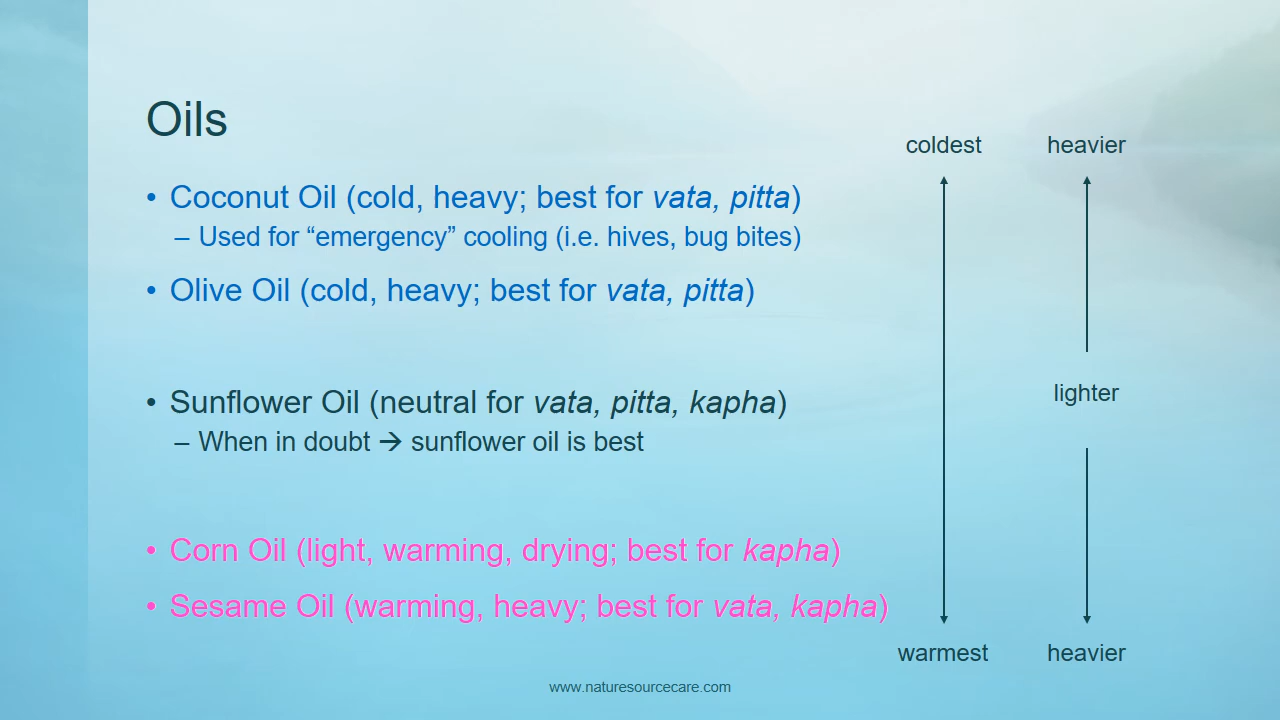 Oils
• Coconut Oil (cold, heavy; best for vata, pitta)
– Used for “emergency” cooling (i.e. hives, bug bites)
• Olive Oil (cold, heavy; best for vata, pitta)
• Sunflower Oil (neutral for vata, pitta, kapha)
– When in doubt → sunflower oil is best
• Corn Oil (light, warming, drying; best for kapha)
• Sesame Oil (warming, heavy; best for vata, kapha)
coldest
warmest
heavier
lighter
heavier
www.naturesourcecare.com